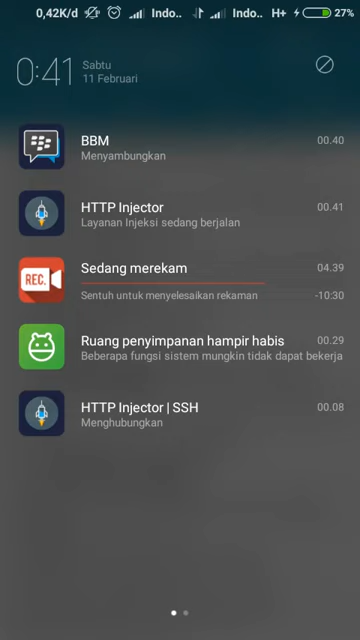 0,42K/d Indo.. Indo... H+ 27%
0:41 Sabtu
11 Februari
BBM 00.40
Menyambungkan
HTTP Injector 00.41
Layanan Injeksi sedang berjalan
REC. Sedang merekam 04.39
Sentuh untuk menyelesaikan rekaman -10:30
Ruang penyimpanan hampir habis 00.29
Beberapa fungsi sistem mungkin tidak dapat bekerja
HTTP Injector | SSH 00.08
Menghubungkan